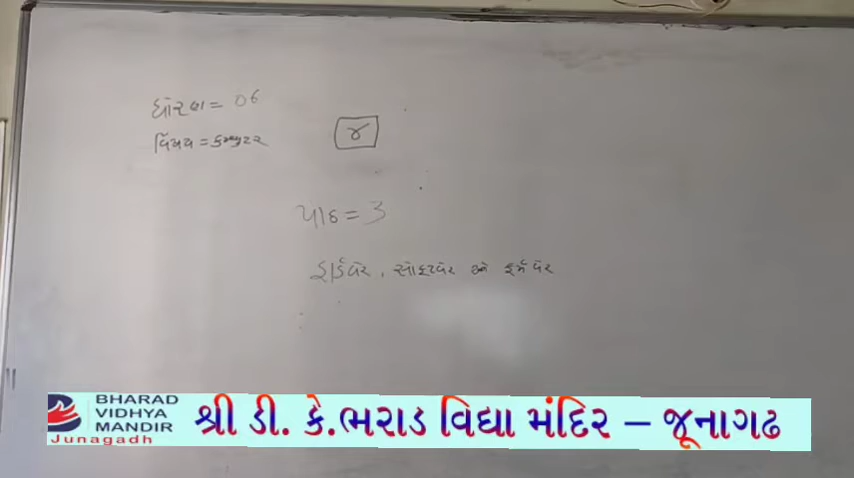 ધોરણ = 06
વિષય = કમ્પ્યુટર
૪
પાઠ = 3
હાર્ડવેર, સોફ્ટવેર અને ફર્મવેર
BHARAD
VIDHYA
MANDIR
Junagadh
શ્રી ડી. કે.ભરાડ વિદ્યા મંદિર – જૂનાગઢ